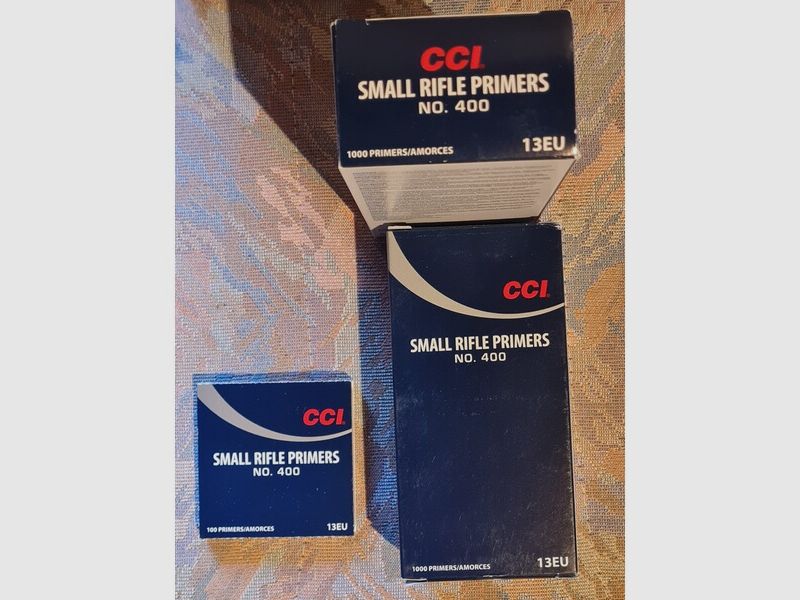 CCI
SMALL RIFLE PRIMERS
NO. 400
1000 PRIMERS/AMORCES
13EU
CCI
SMALL RIFLE PRIMERS
NO. 400
1000 PRIMERS/AMORCES
13EU
CCI
SMALL RIFLE PRIMERS
NO. 400
100 PRIMERS/AMORCES
13EU